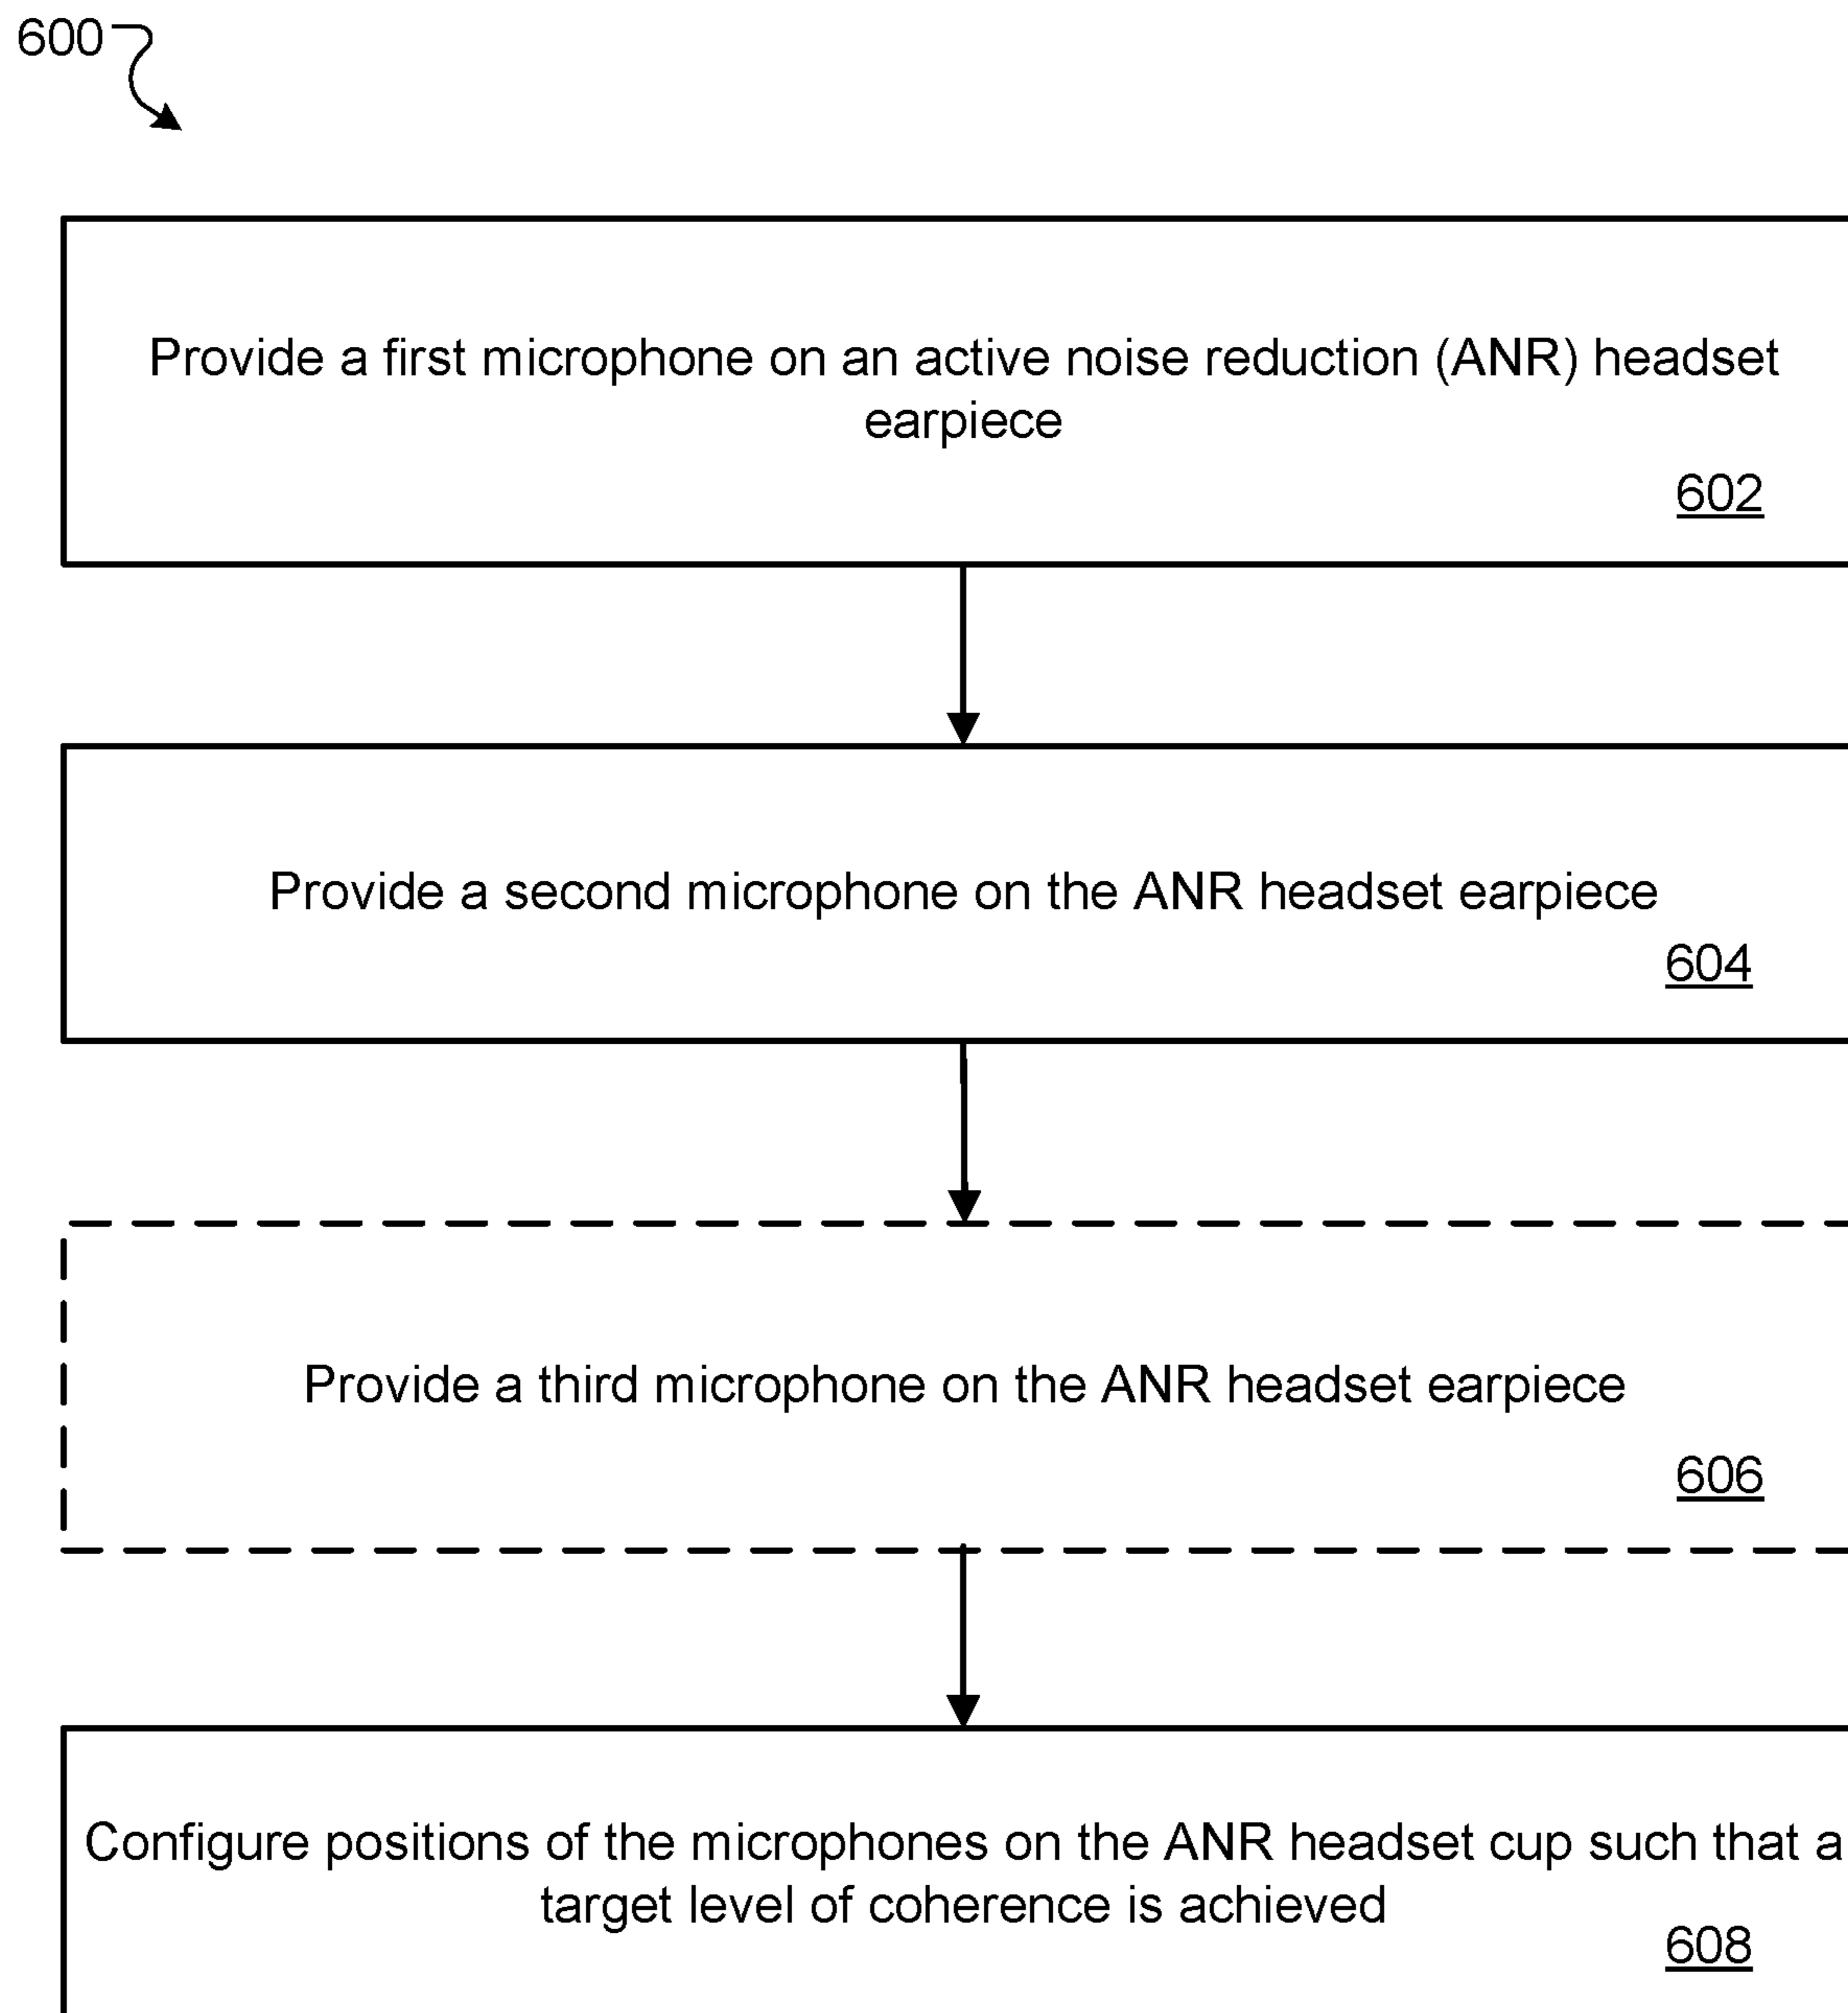 600
Provide a first microphone on an active noise reduction (ANR) headset
earpiece
602
Provide a second microphone on the ANR headset earpiece
604
Provide a third microphone on the ANR headset earpiece
606
Configure positions of the microphones on the ANR headset cup such that a
target level of coherence is achieved
608